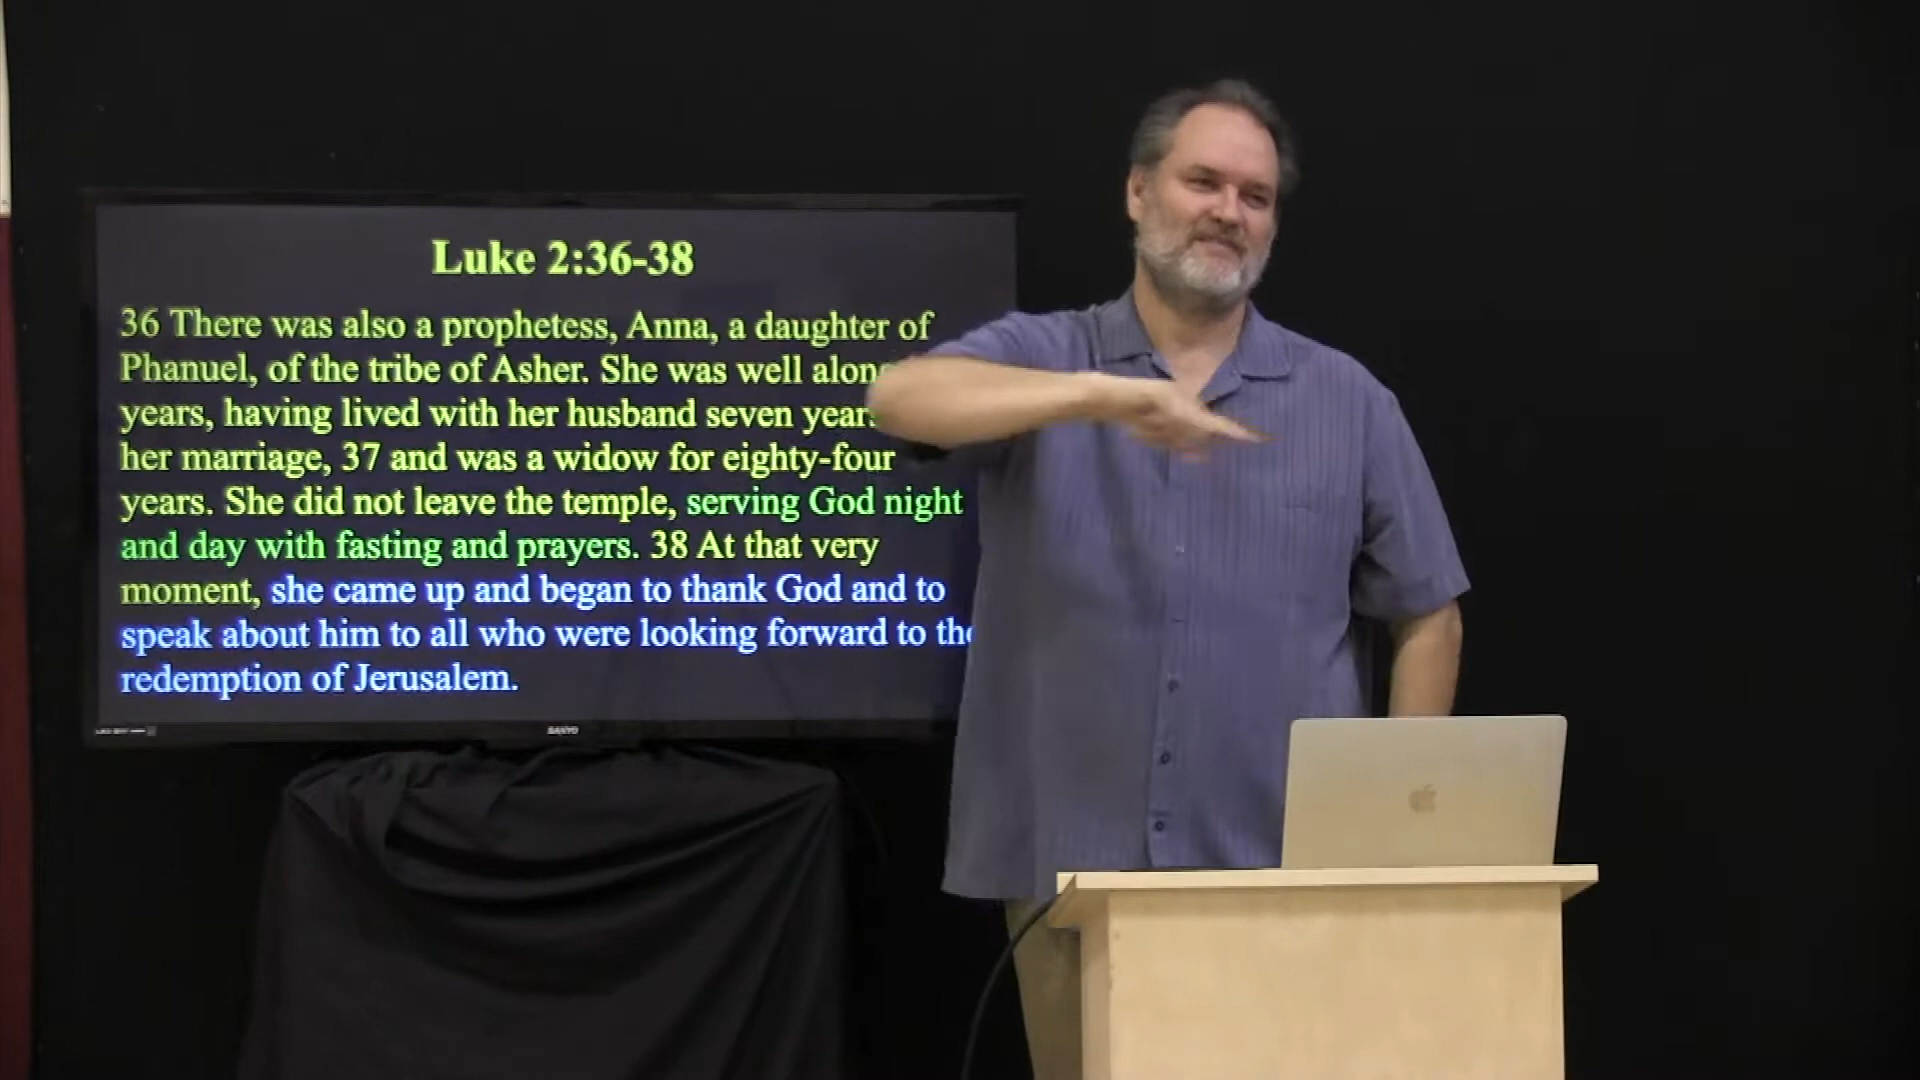 Luke 2:36-38
36 There was also a prophetess, Anna, a daughter of
Phanuel, of the tribe of Asher. She was well
years, having lived with her husband seven
her marriage, 37 and was a widow for eighty-four
years. She did not leave the temple, serving God night
and day with fasting and prayers. 38 At that very
moment, she came up and began to thank God and to
speak about him to all who were looking forward to the
redemption of Jerusalem.
SANYO